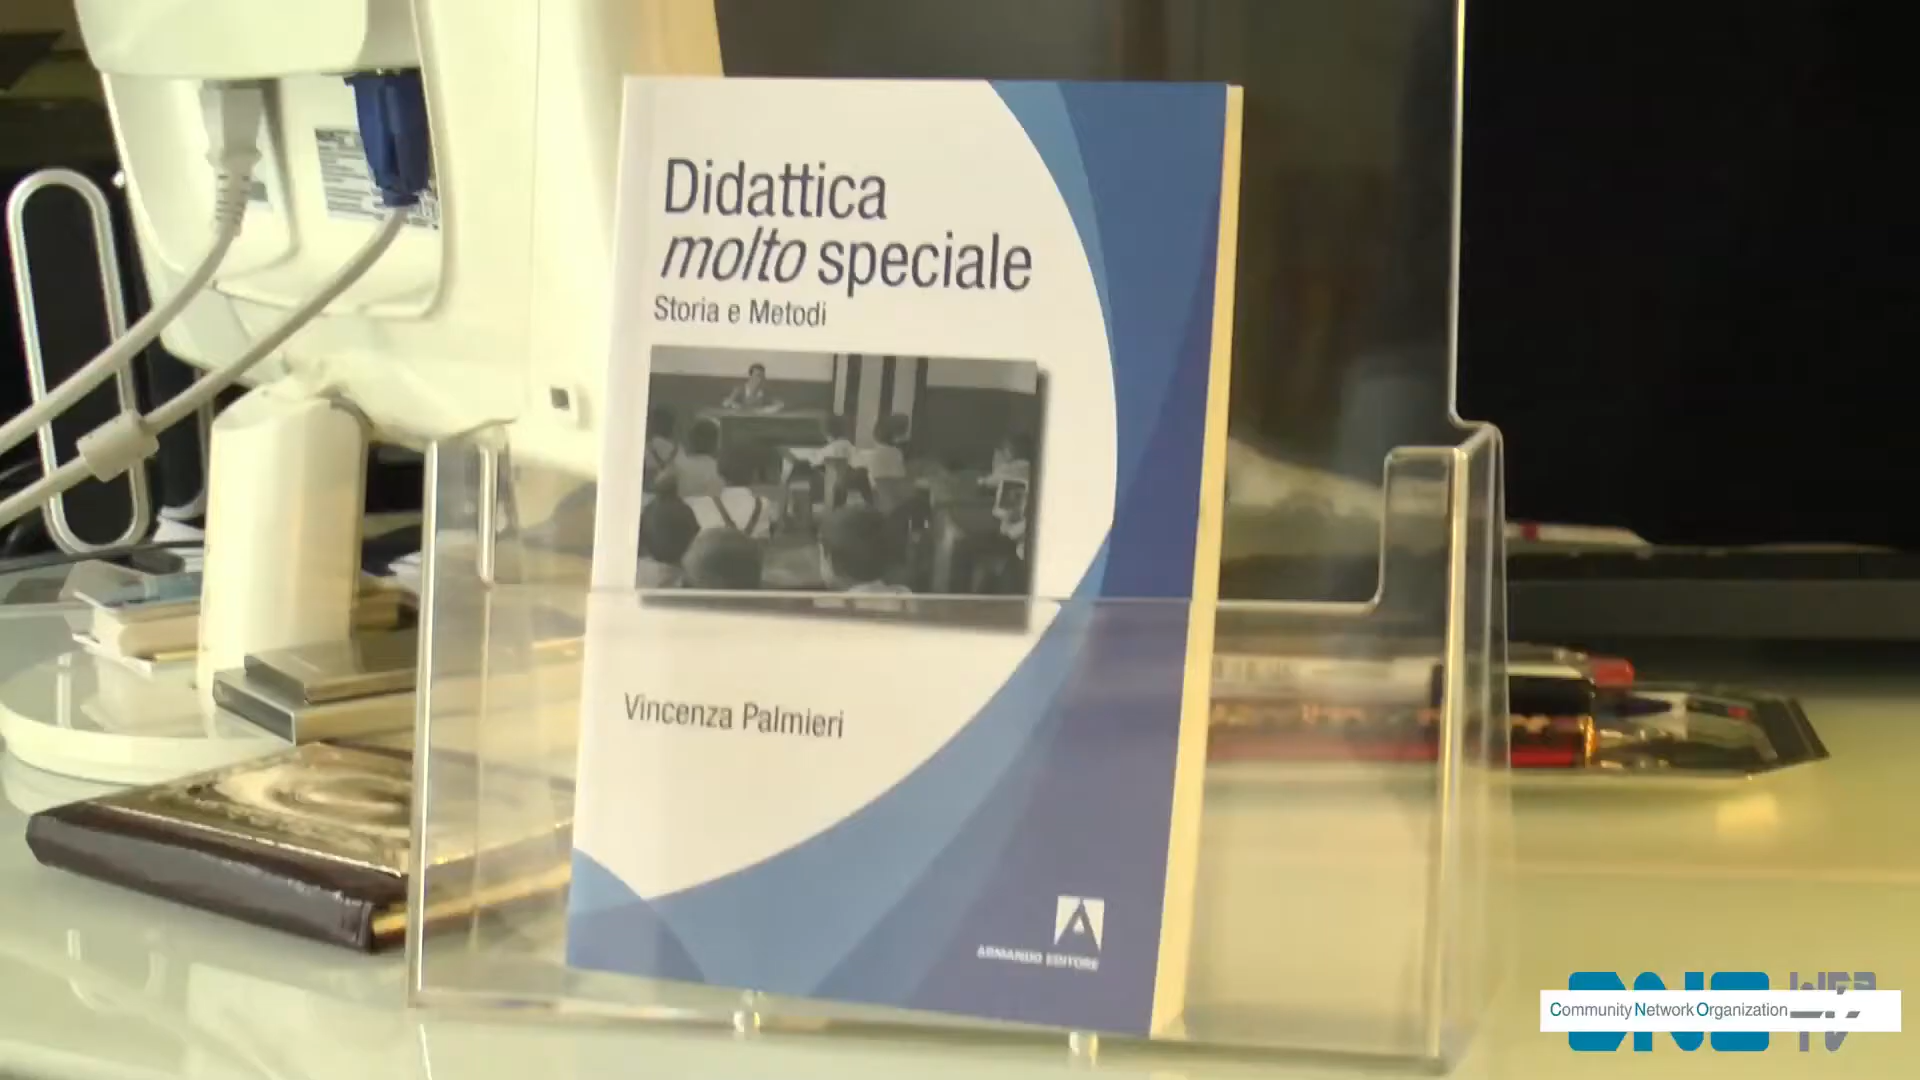 Didattica
molto speciale
Storia e Metodi
Vincenza Palmieri
ARMANDO EDITORE
Community Network Organization